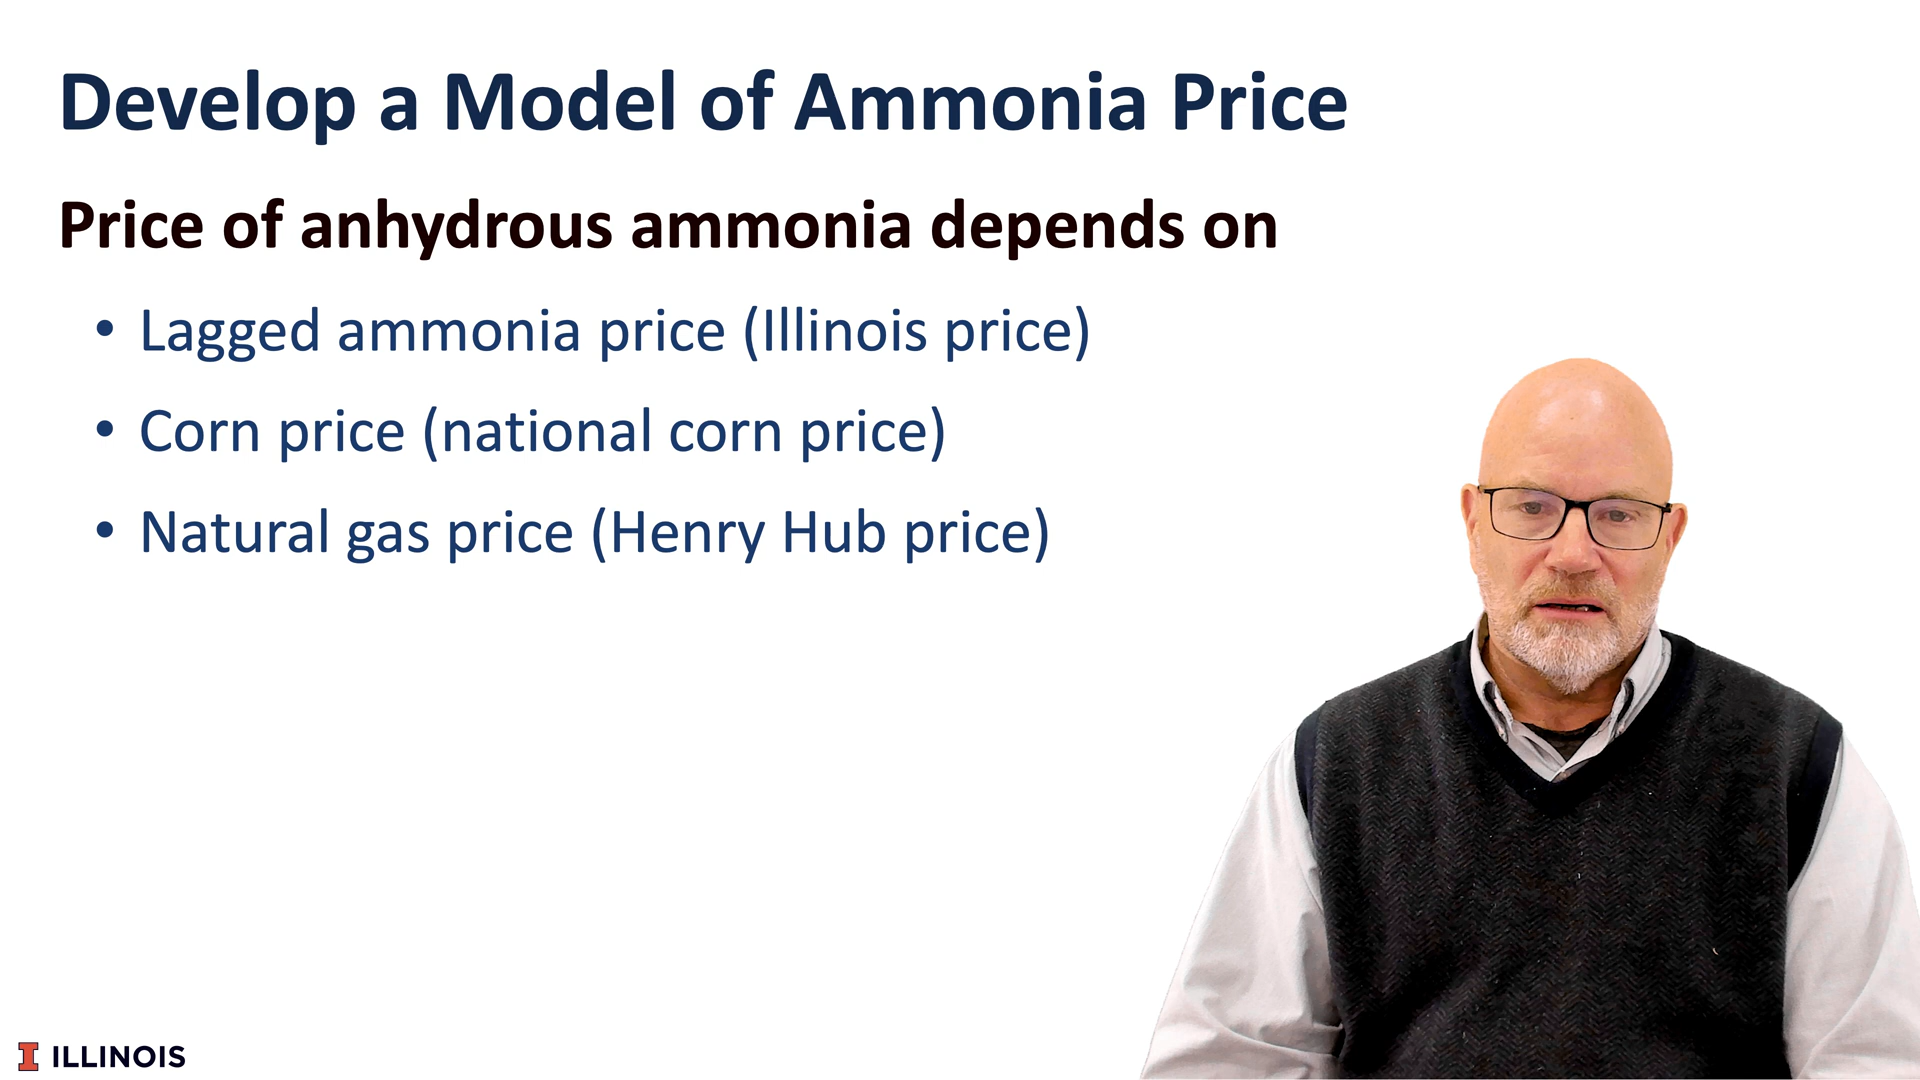 Develop a Model of Ammonia Price
Price of anhydrous ammonia depends on
• Lagged ammonia price (Illinois price)
• Corn price (national corn price)
• Natural gas price (Henry Hub price)
I ILLINOIS